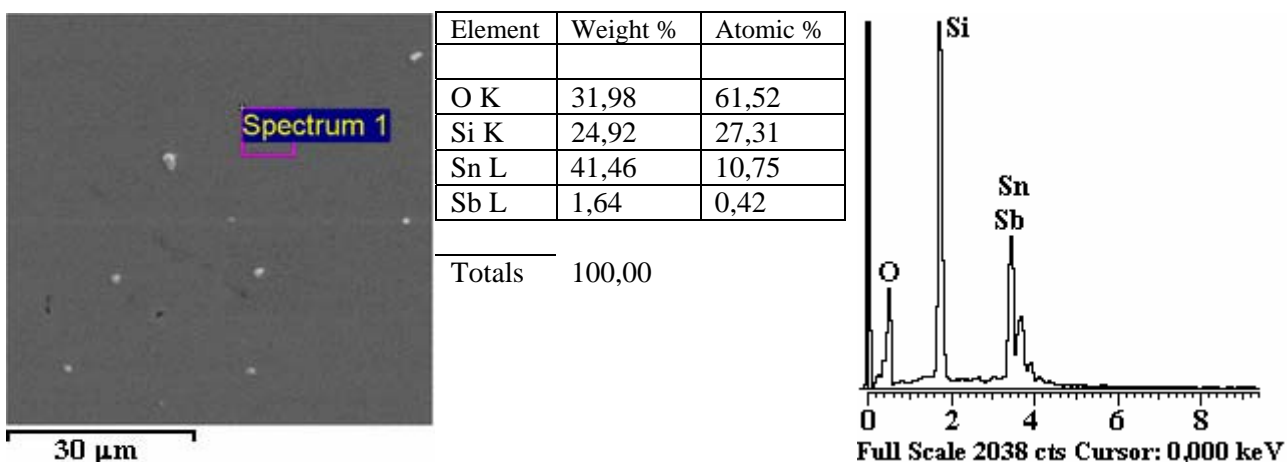 Spectrum 1
30 μm
Element Weight % Atomic %
O K 31,98 61,52
Si K 24,92 27,31
Sn L 41,46 10,75
Sb L 1,64 0,42
Totals 100,00
Si
Sn
Sb
O
0 2 4 6 8
Full Scale 2038 cts Cursor: 0,000 keV